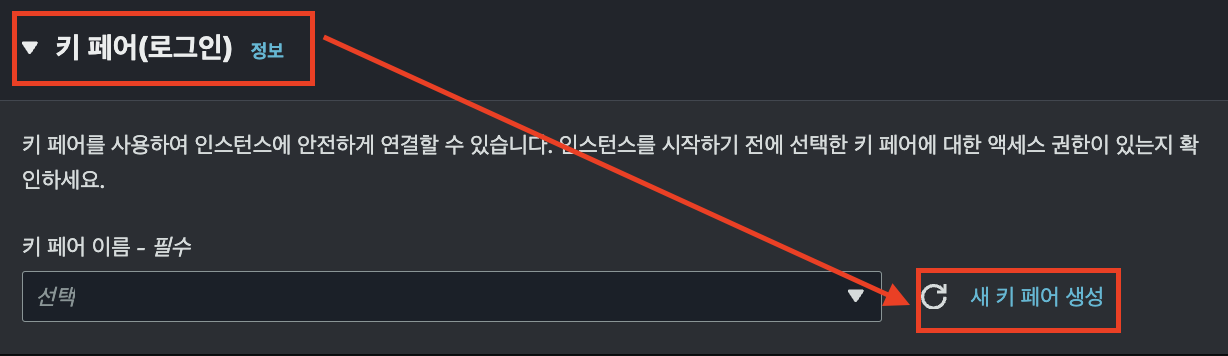 키 페어(로그인) 정보
키 페어를 사용하여 인스턴스에 안전하게 연결할 수 있습니다. 인스턴스를 시작하기 전에 선택한 키 페어에 대한 액세스 권한이 있는지 확
인하세요.
키 페어 이름 - 필수
선택
새 키 페어 생성